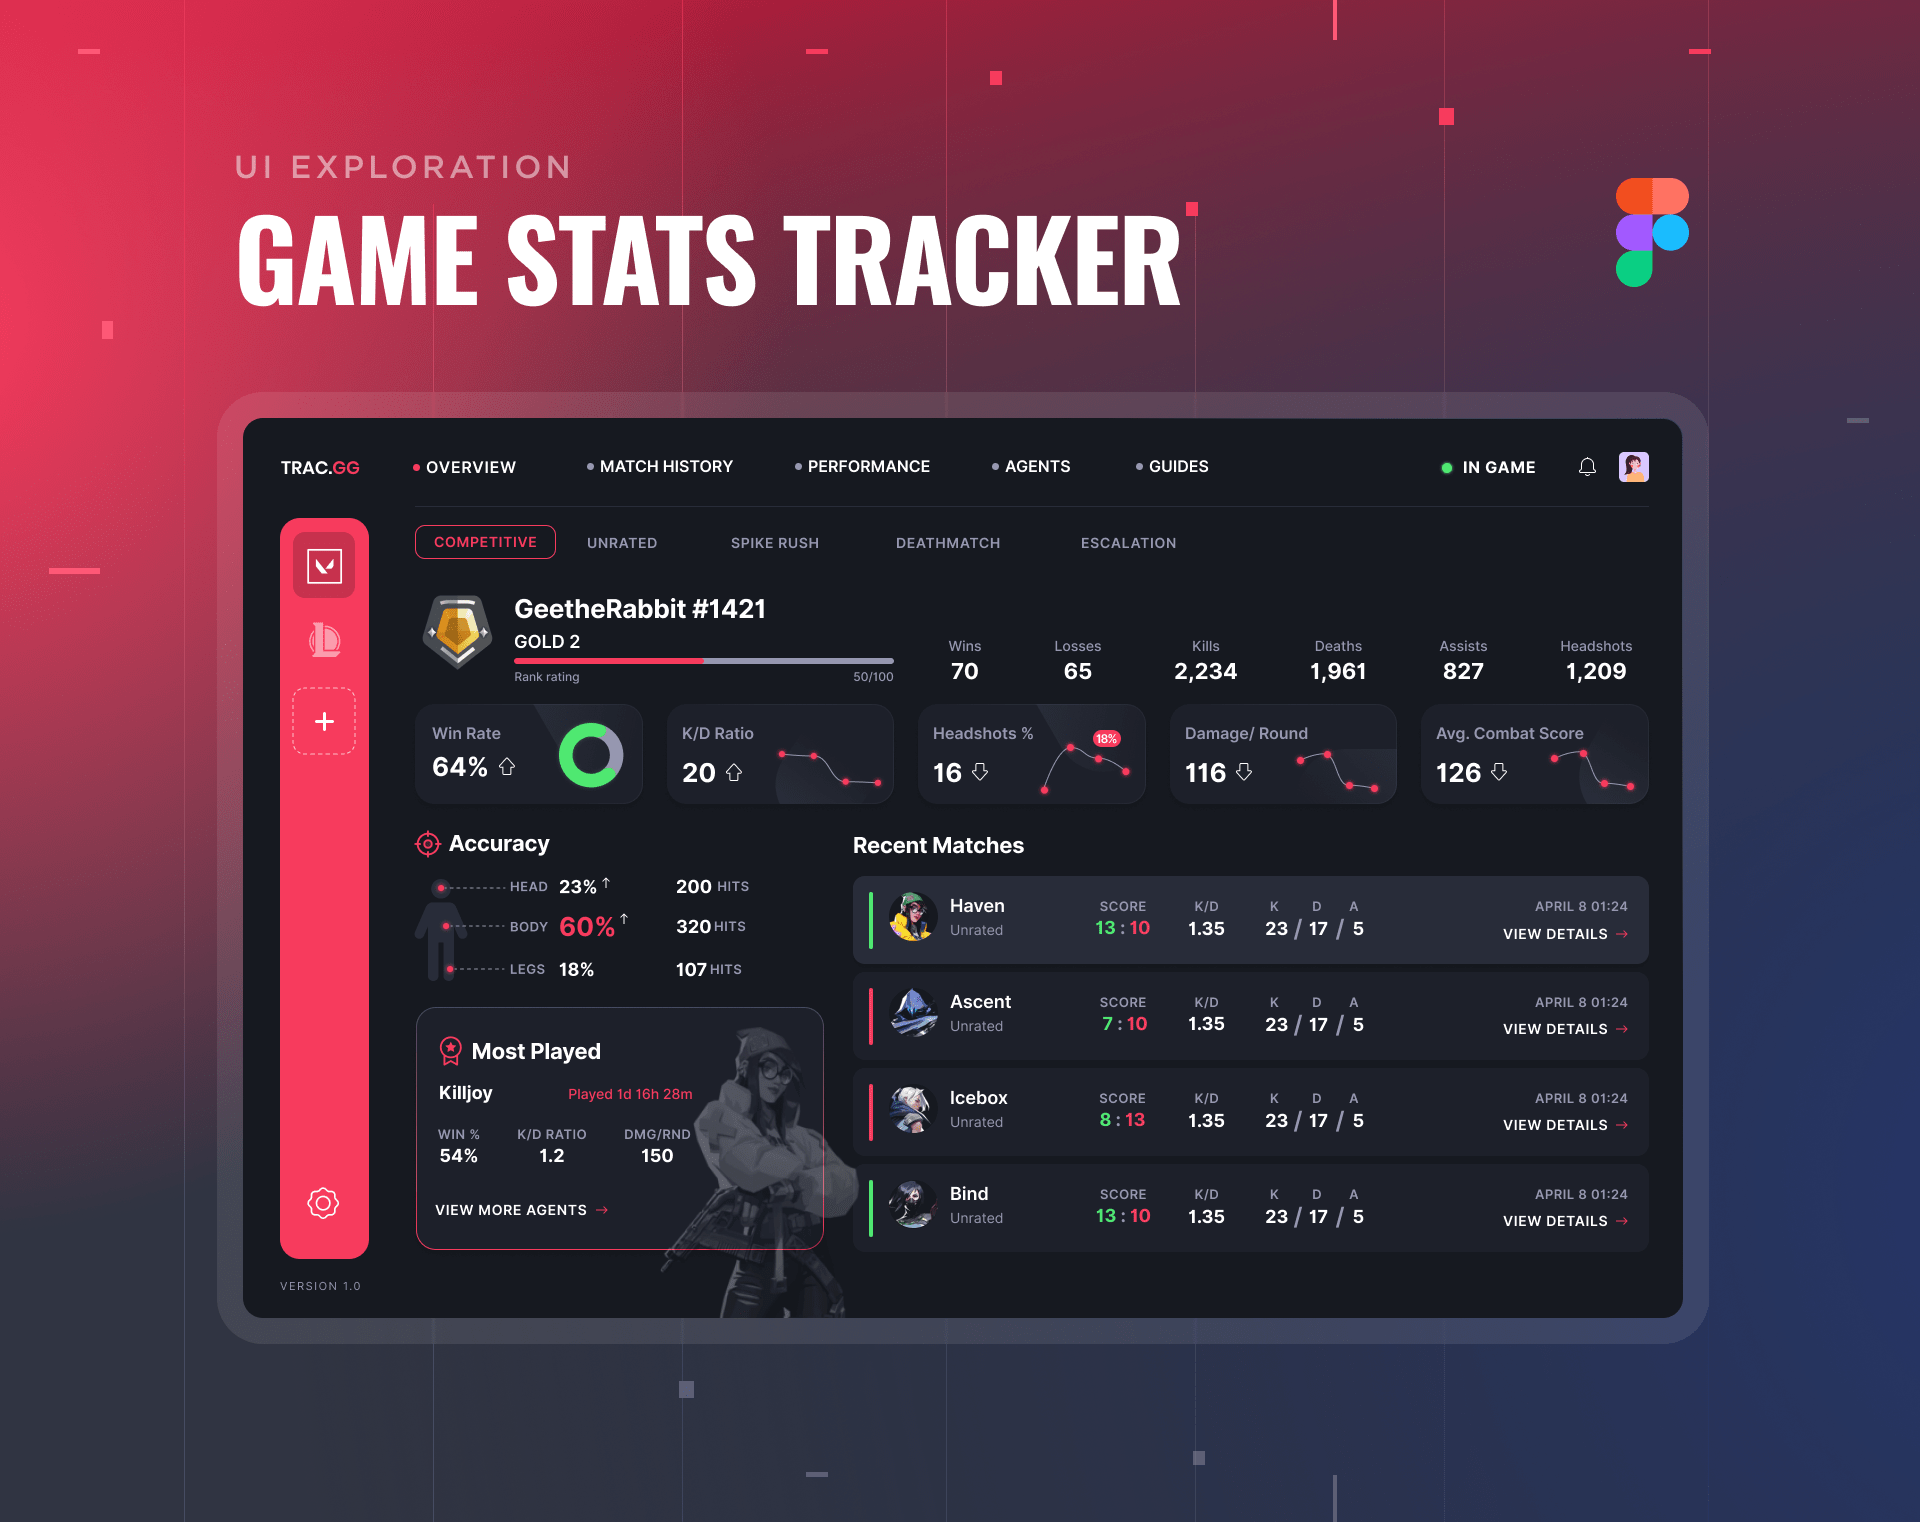 UI EXPLORATION
GAME STATS TRACKER
TRAC.GG
OVERVIEW
MATCH HISTORY
PERFORMANCE
AGENTS
GUIDES
IN GAME
COMPETITIVE
UNRATED
SPIKE RUSH
DEATHMATCH
ESCALATION
GeetheRabbit #1421
GOLD 2
Rank rating 50/100
Wins Losses Kills Deaths Assists Headshots
70 65 2,234 1,961 827 1,209
Win Rate
64%
K/D Ratio
20
Headshots %
18%
16
Damage/ Round
116
Avg. Combat Score
126
Accuracy
HEAD 23% 200 HITS
BODY 60% 320 HITS
LEGS 18% 107 HITS
Most Played
Killjoy Played 1d 16h 28m
WIN % K/D RATIO DMG/RND
54% 1.2 150
VIEW MORE AGENTS
Recent Matches
Haven SCORE K/D K D A APRIL 8 01:24
Unrated 13 : 10 1.35 23 / 17 / 5 VIEW DETAILS
Ascent SCORE K/D K D A APRIL 8 01:24
Unrated 7 : 10 1.35 23 / 17 / 5 VIEW DETAILS
Icebox SCORE K/D K D A APRIL 8 01:24
Unrated 8 : 13 1.35 23 / 17 / 5 VIEW DETAILS
Bind SCORE K/D K D A APRIL 8 01:24
Unrated 13 : 10 1.35 23 / 17 / 5 VIEW DETAILS
VERSION 1.0